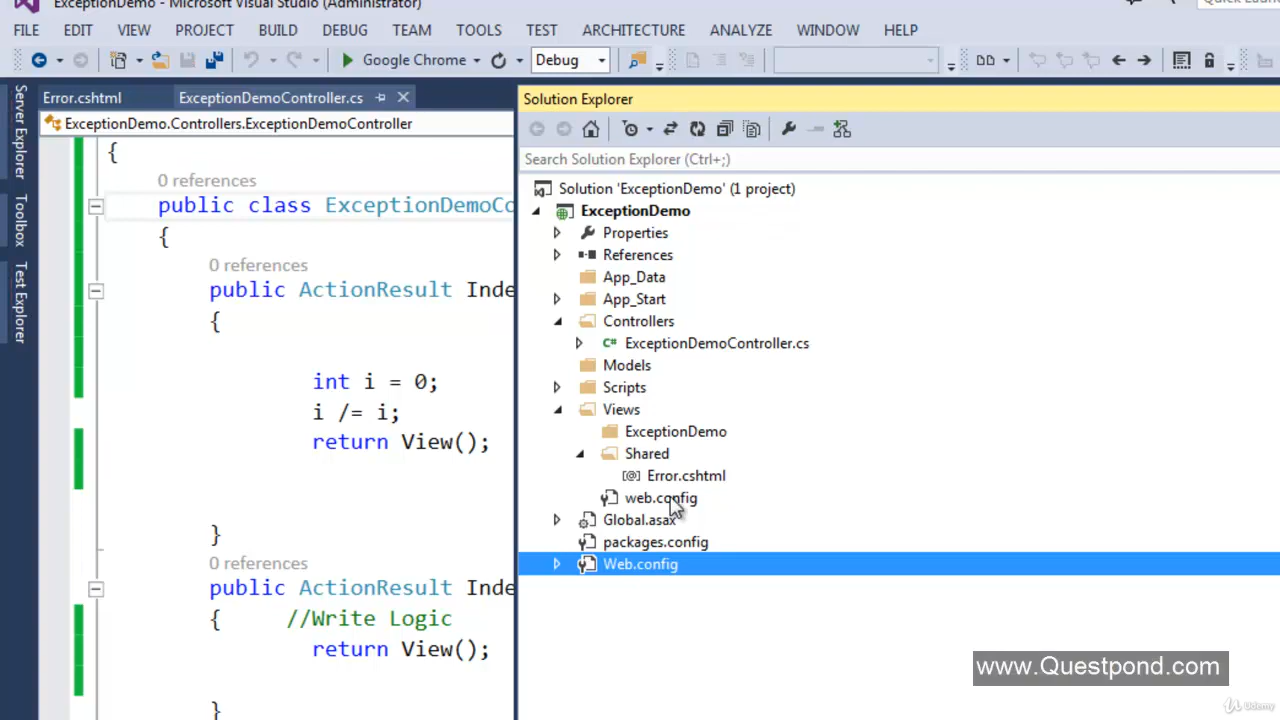 ExceptionDemo - Microsoft Visual Studio (Administrator)
Quick Laun
FILE EDIT VIEW PROJECT BUILD DEBUG TEAM TOOLS TEST ARCHITECTURE ANALYZE WINDOW HELP
Google Chrome Debug
Server Explorer
Toolbox
Test Explorer
Error.cshtml ExceptionDemoController.cs
ExceptionDemo.Controllers.ExceptionDemoController
{
0 references
public class ExceptionDemoCo
{
0 references
public ActionResult Inde
{
int i = 0;
i /= i;
return View();
}
0 references
public ActionResult Inde
{ //Write Logic
return View();
}
Solution Explorer
Search Solution Explorer (Ctrl+;)
Solution 'ExceptionDemo' (1 project)
ExceptionDemo
Properties
References
App_Data
App_Start
Controllers
C# ExceptionDemoController.cs
Models
Scripts
Views
ExceptionDemo
Shared
[@] Error.cshtml
web.config
Global.asax
packages.config
Web.config
www.Questpond.com
Udemy